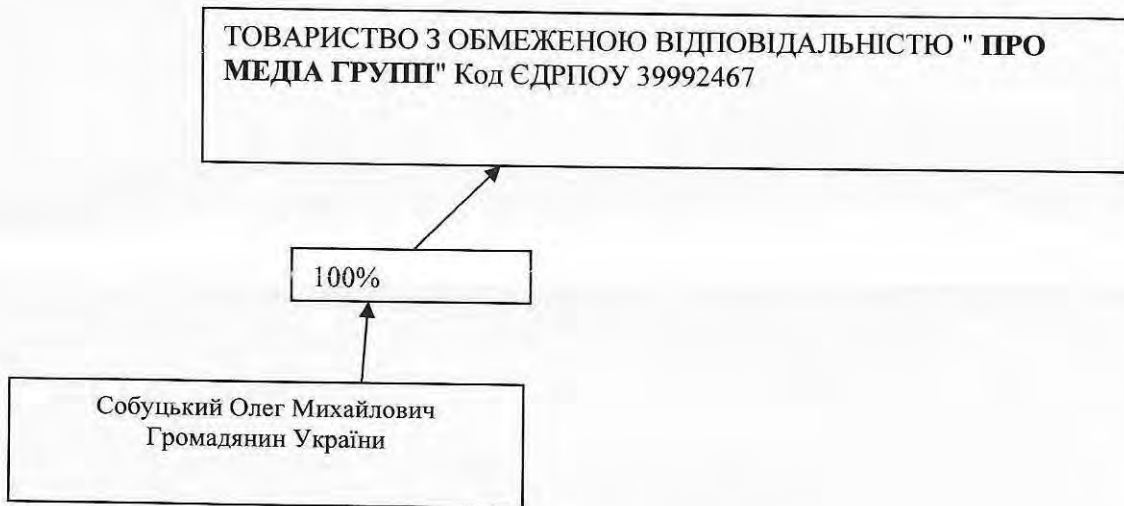 ТОВАРИСТВО З ОБМЕЖЕНОЮ ВІДПОВІДАЛЬНІСТЮ " ПРО
МЕДІА ГРУПП" Код ЄДРПОУ 39992467
100%
Собуцький Олег Михайлович
Громадянин України